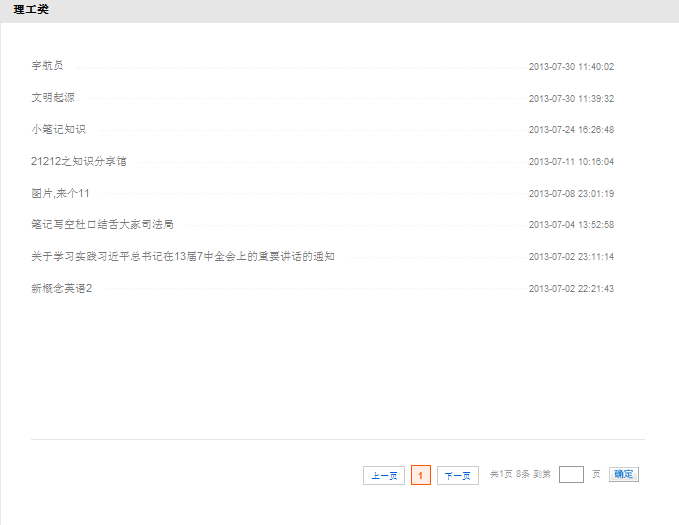 理工类
宇航员 2013-07-30 11:40:02
文明起源 2013-07-30 11:39:32
小笔记知识 2013-07-24 16:26:48
21212之知识分享馆 2013-07-11 10:16:04
图片,来个11 2013-07-08 23:01:19
笔记写空杜口结舌大家司法局 2013-07-04 13:52:58
关于学习实践习近平总书记在13届7中全会上的重要讲话的通知 2013-07-02 23:11:14
新概念英语2 2013-07-02 22:21:43
上一页 1 下一页 共1页 8条 到第 页 确定